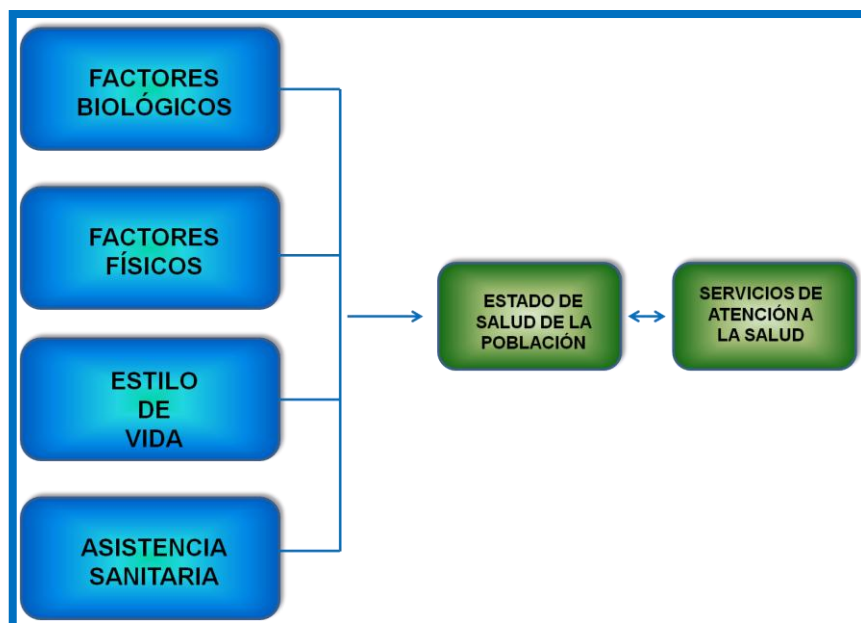 FACTORES
BIOLÓGICOS
FACTORES
FÍSICOS
ESTILO
DE
VIDA
ASISTENCIA
SANITARIA
ESTADO DE
SALUD DE LA
POBLACIÓN
SERVICIOS DE
ATENCIÓN A
LA SALUD